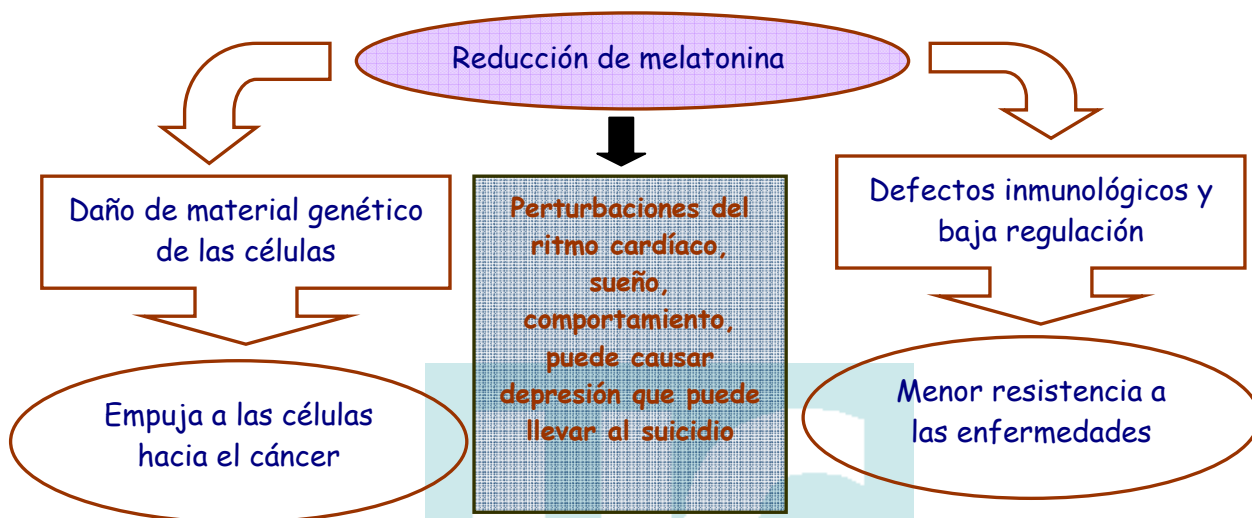 Reducción de melatonina
Daño de material genético
de las células
Empuja a las células
hacia el cáncer
Perturbaciones del
ritmo cardíaco,
sueño,
comportamiento,
puede causar
depresión que puede
llevar al suicidio
Defectos inmunológicos y
baja regulación
Menor resistencia a
las enfermedades